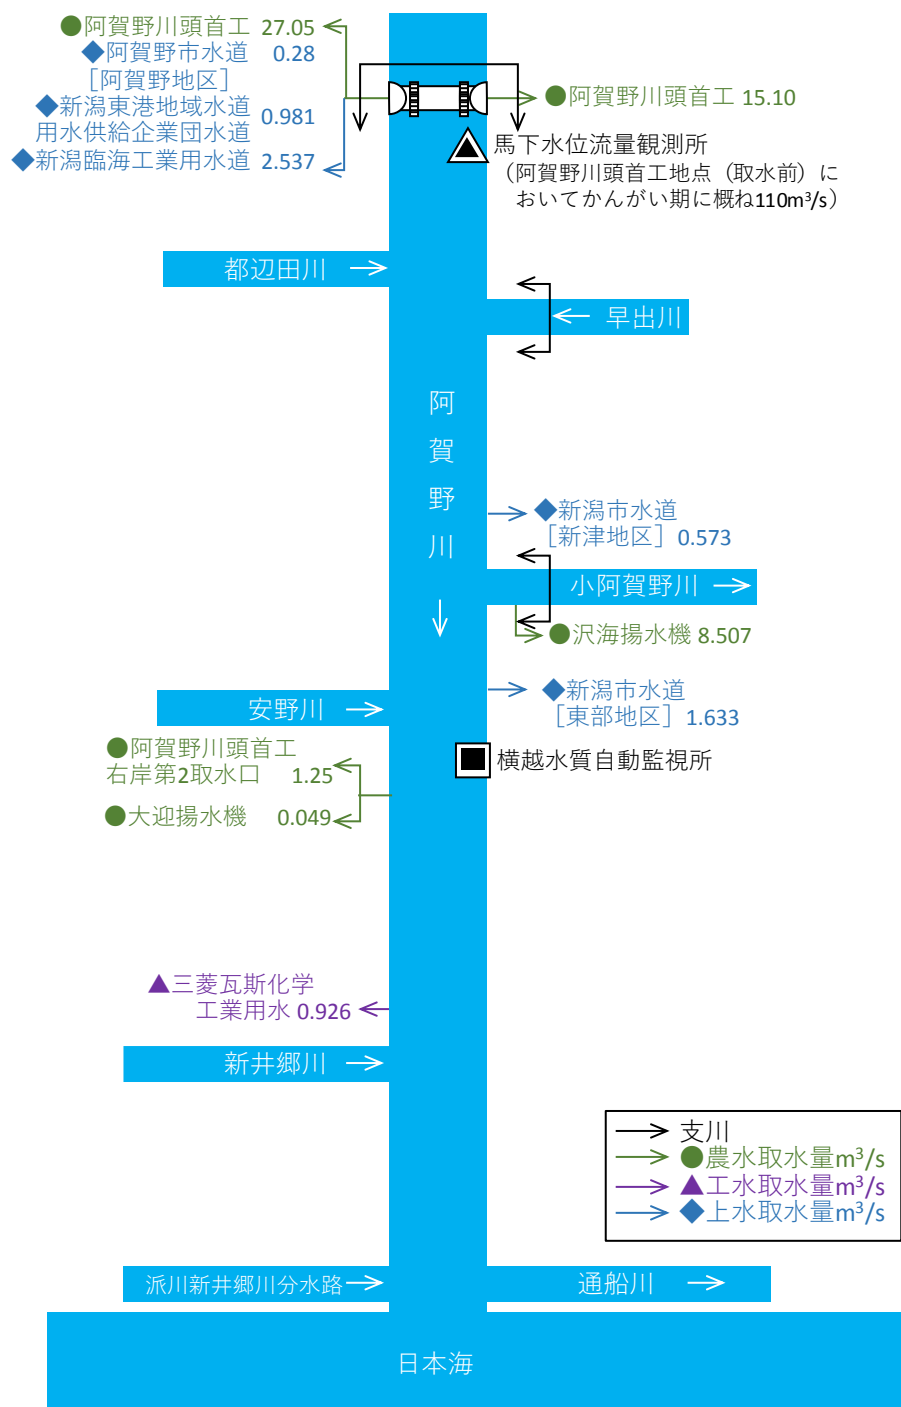 ●阿賀野川頭首工 27.05
◆阿賀野市水道 0.28
［阿賀野地区］
◆新潟東港地域水道
用水供給企業団水道 0.981
◆新潟臨海工業用水道 2.537
●阿賀野川頭首工 15.10
馬下水位流量観測所
（阿賀野川頭首工地点（取水前）に
おいてかんがい期に概ね110m³/s）
都辺田川
早出川
阿賀野川
◆新潟市水道
［新津地区］ 0.573
小阿賀野川
●沢海揚水機 8.507
◆新潟市水道
［東部地区］ 1.633
安野川
●阿賀野川頭首工
右岸第2取水口 1.25
横越水質自動監視所
●大迎揚水機 0.049
▲三菱瓦斯化学
工業用水 0.926
新井郷川
支川
●農水取水量m³/s
▲工水取水量m³/s
◆上水取水量m³/s
派川新井郷川分水路
通船川
日本海